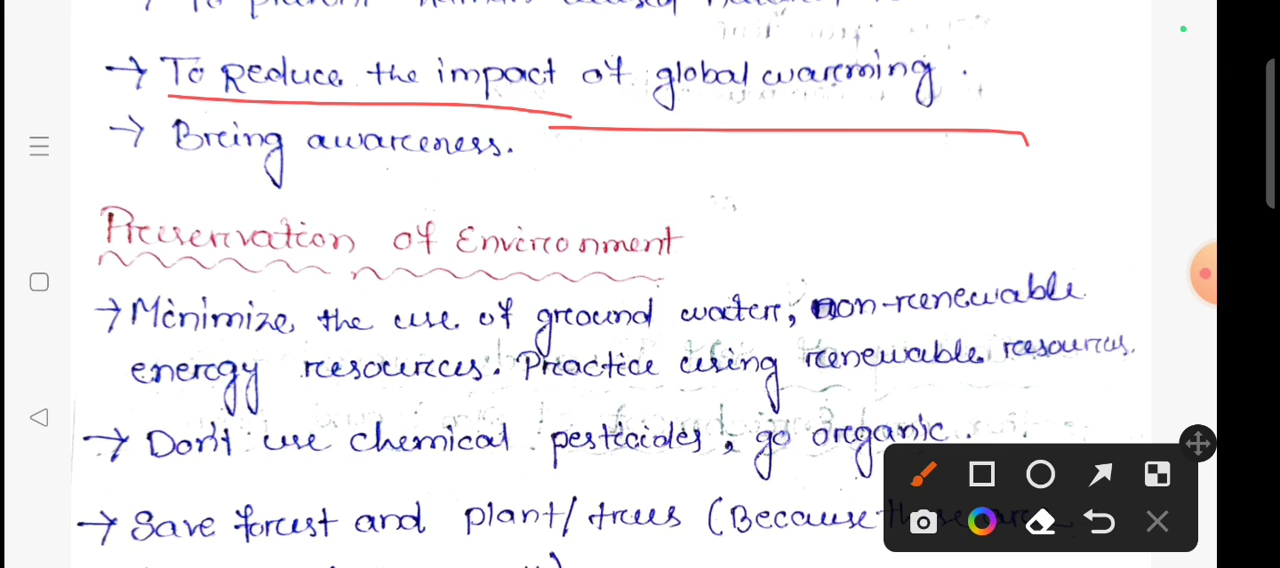 → To Reduce the impact of global warming.
→ Bring awareness.
Preservation of Environment
→ Minimize the use of ground water, non-renewable
energy resources. Practice using renewable resources.
→ Don't use chemical pesticides, go organic.
→ Save forest and plant/trees (Because these are